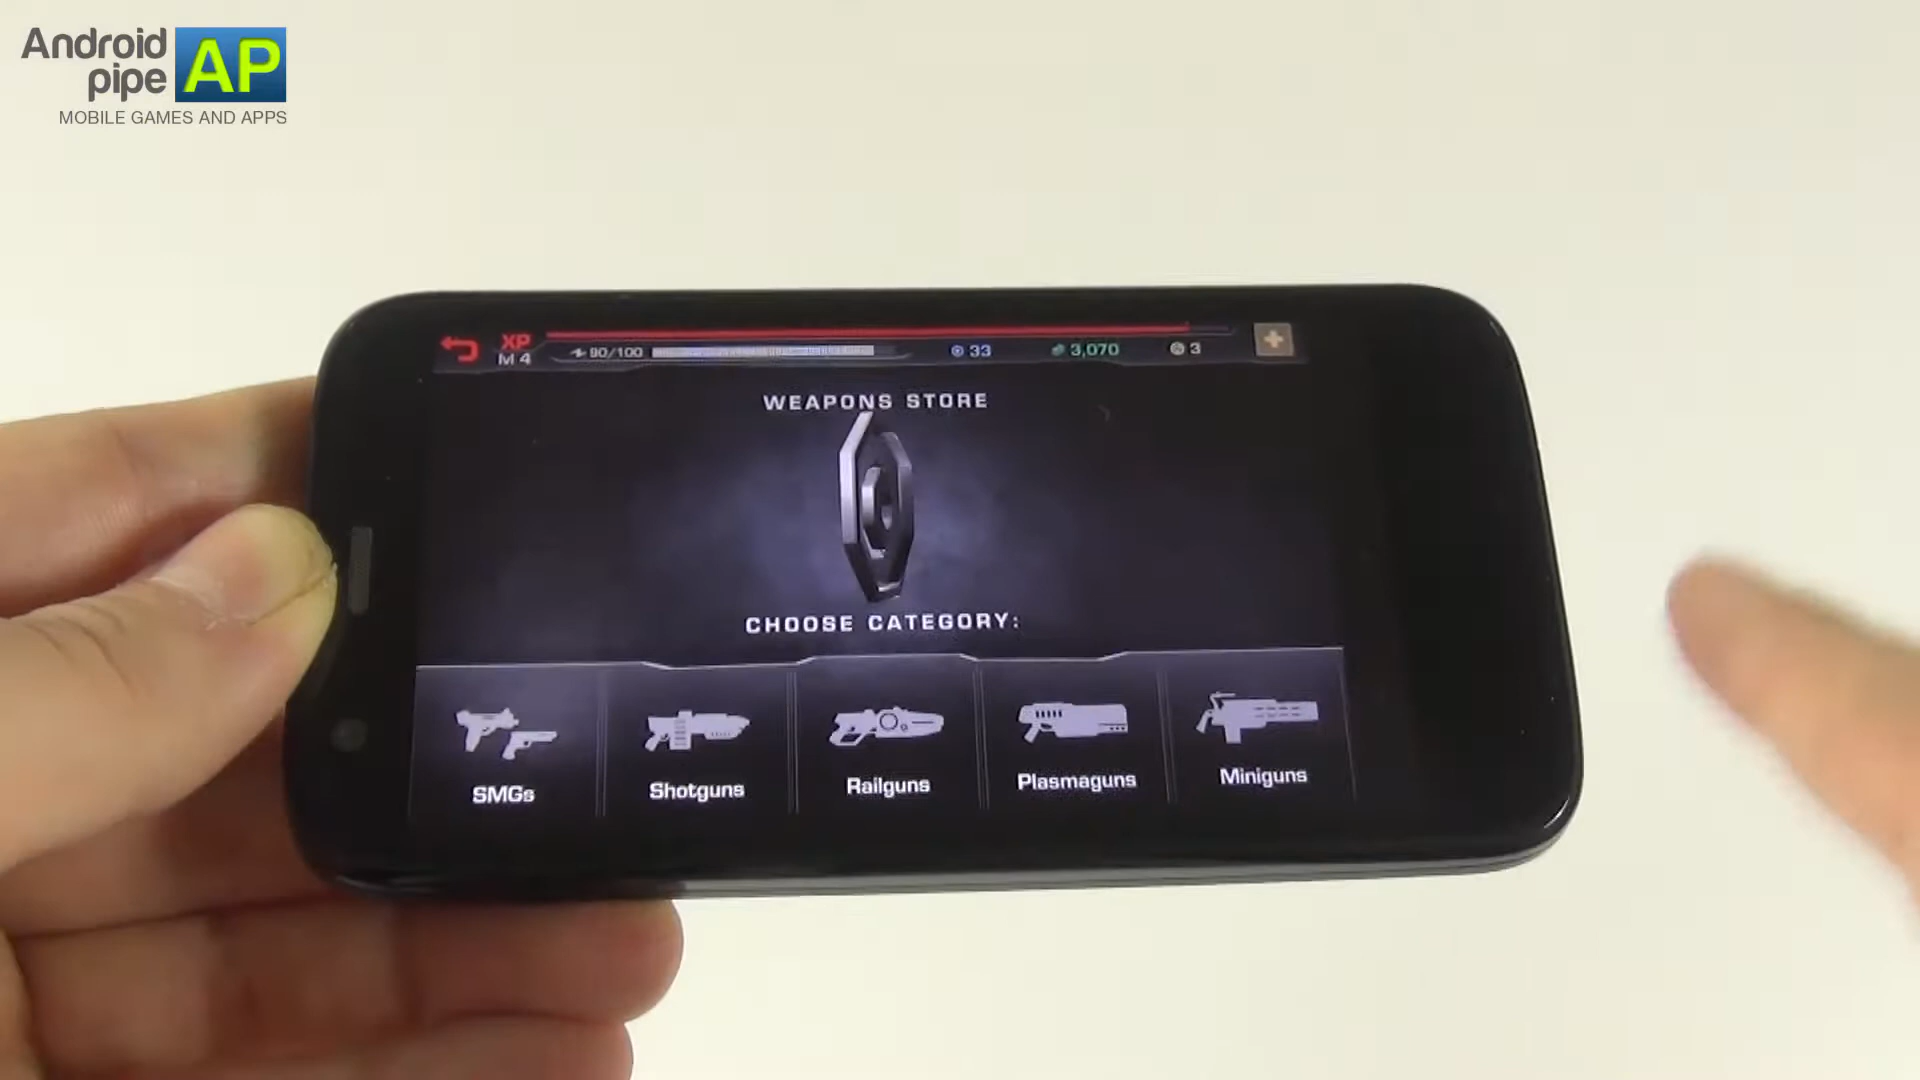 Android
pipe
AP
MOBILE GAMES AND APPS
XP
lvl 4
90/100
33
3,070
3
WEAPONS STORE
CHOOSE CATEGORY:
SMGs
Shotguns
Railguns
Plasmaguns
Miniguns